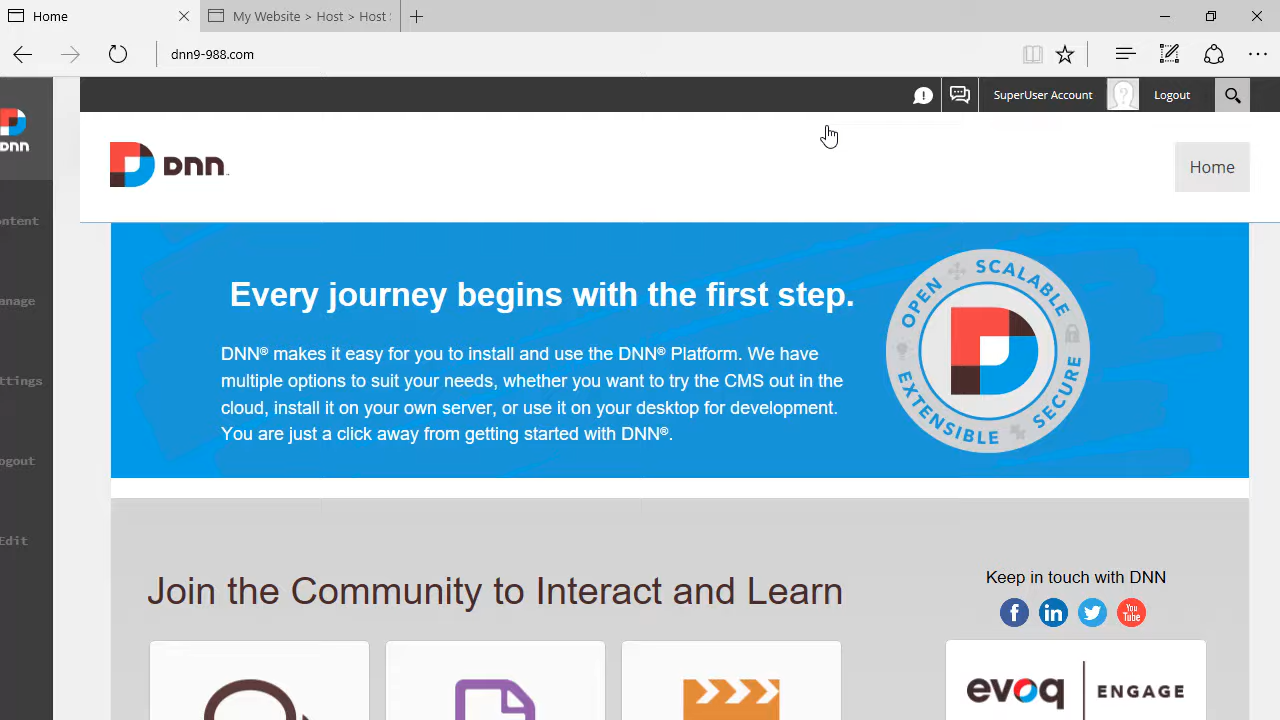 Home
My Website > Host > Host
dnn9-988.com
SuperUser Account
Logout
DNN
DNN
Home
ontent
anage
ttings
ogout
Edit
Every journey begins with the first step.
DNN® makes it easy for you to install and use the DNN® Platform. We have
multiple options to suit your needs, whether you want to try the CMS out in the
cloud, install it on your own server, or use it on your desktop for development.
You are just a click away from getting started with DNN®.
OPEN SCALABLE
EXTENSIBLE SECURE
Join the Community to Interact and Learn
Keep in touch with DNN
f in You Tube
evoq | ENGAGE